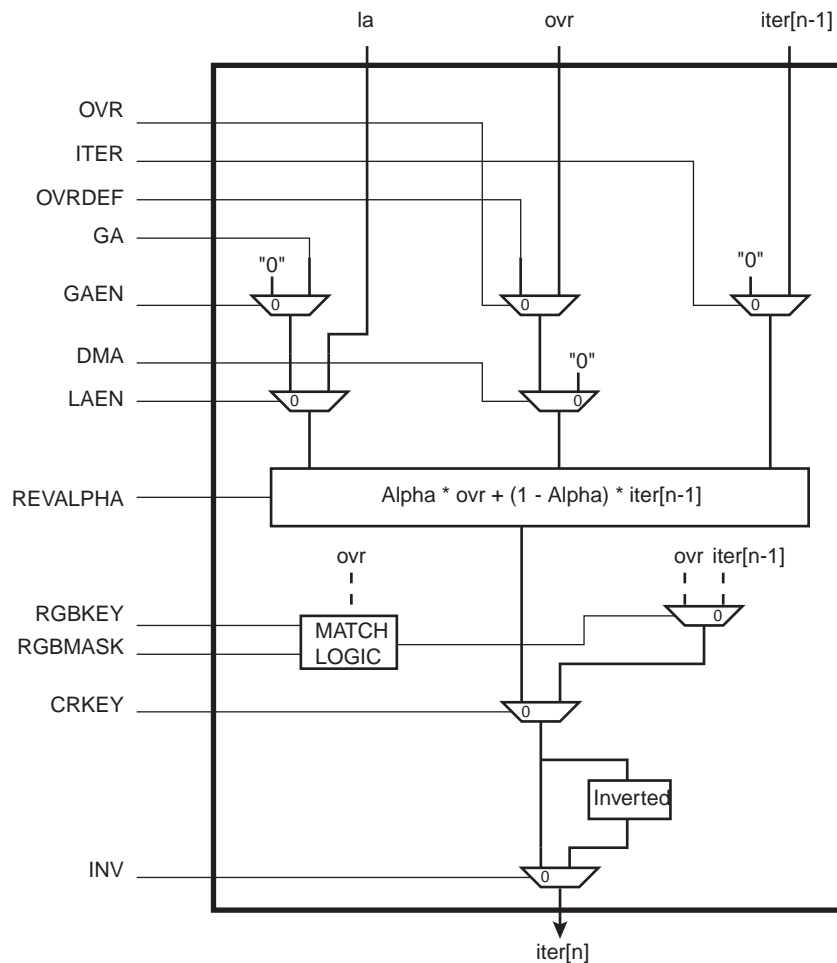 la ovr iter[n-1]
OVR
ITER
OVRDEF
GA
"0" "0"
GAEN 0 0 0
DMA "0"
LAEN 0 0
REVALPHA Alpha * ovr + (1 - Alpha) * iter[n-1]
ovr ovr iter[n-1]
RGBKEY 0
MATCH
RGBMASK LOGIC
CRKEY 0
Inverted
INV 0
iter[n]